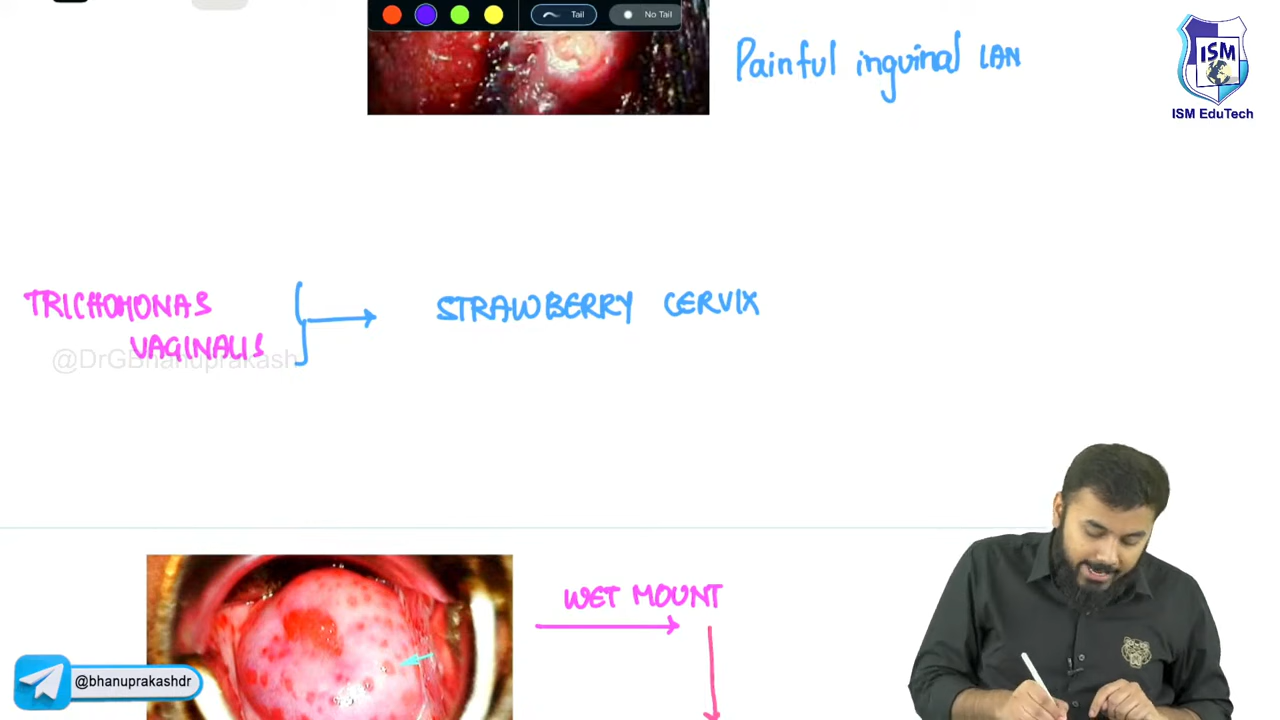 Tail
No Tail
Painful inguinal LAN
ISM
ISM EduTech
TRICHOMONAS
VAGINALIS
STRAWBERRY CERVIX
@DrGBhanuprakash
WET MOUNT
@bhanuprakashdr